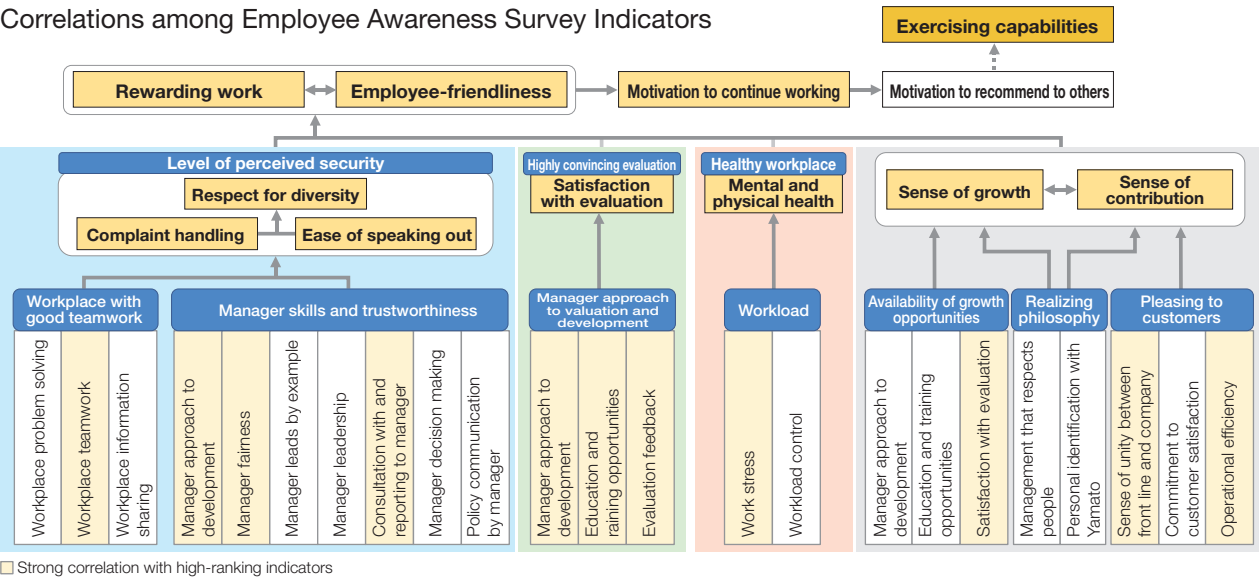 Correlations among Employee Awareness Survey Indicators
Exercising capabilities
Rewarding work
Employee-friendliness
Motivation to continue working
Motivation to recommend to others
Level of perceived security
Respect for diversity
Complaint handling
Ease of speaking out
Highly convincing evaluation
Satisfaction
with evaluation
Healthy workplace
Mental and
physical health
Sense of growth
Sense of
contribution
Workplace with
good teamwork
Manager skills and trustworthiness
Manager approach
to valuation and
development
Workload
Availability of growth
opportunities
Realizing
philosophy
Pleasing to
customers
Workplace problem solving
Workplace teamwork
Workplace information
sharing
Manager approach to
development
Manager fairness
Manager leads by example
Manager leadership
Consultation with and
reporting to manager
Manager decision making
Policy communication
by manager
Manager approach to
development
Education and
raining opportunities
Evaluation feedback
Work stress
Workload control
Manager approach to
development
Education and training
opportunities
Satisfaction with evaluation
Management that respects
people
Personal identification with
Yamato
Sense of unity between
front line and company
Commitment to
customer satisfaction
Operational efficiency
Strong correlation with high-ranking indicators